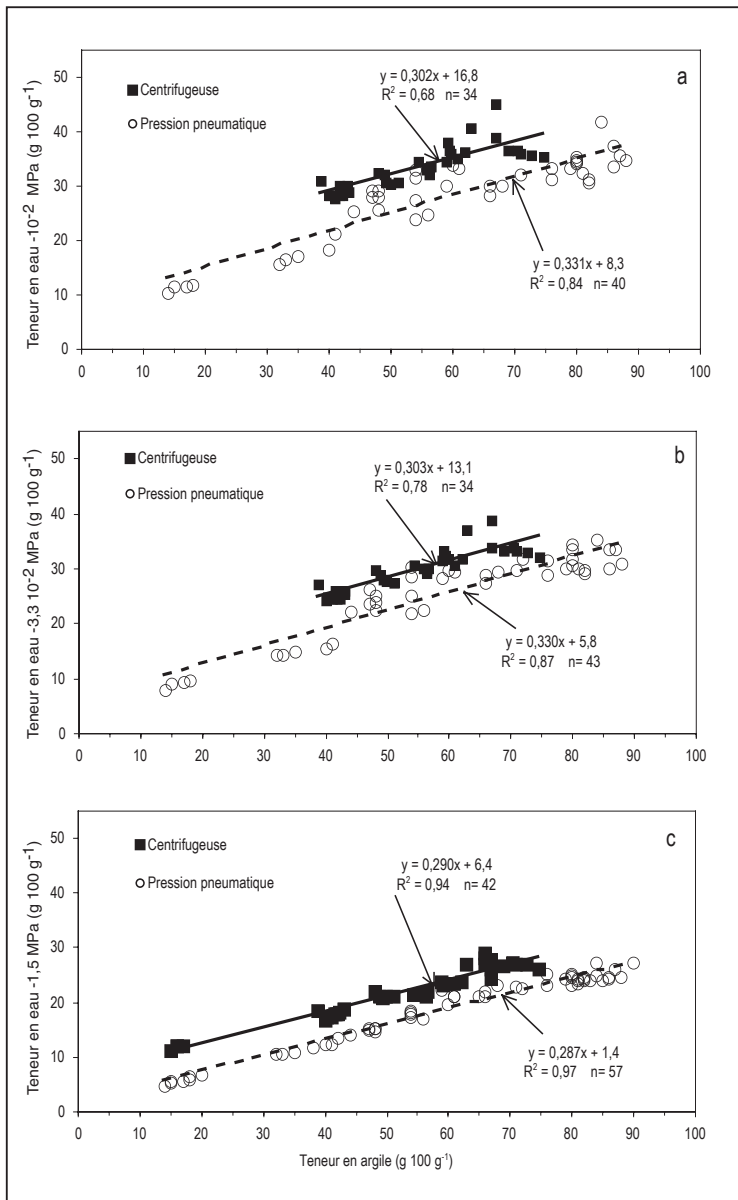 a
■ Centrifugeuse
○ Pression pneumatique
y = 0,302x + 16,8
R² = 0,68 n= 34
y = 0,331x + 8,3
R² = 0,84 n= 40
Teneur en eau -10⁻² MPa (g 100 g⁻¹)
50
40
30
20
10
0
0 10 20 30 40 50 60 70 80 90 100
b
■ Centrifugeuse
○ Pression pneumatique
y = 0,303x + 13,1
R² = 0,78 n= 34
y = 0,330x + 5,8
R² = 0,87 n= 43
Teneur en eau -3,3 10⁻² MPa (g 100 g⁻¹)
50
40
30
20
10
0
0 10 20 30 40 50 60 70 80 90 100
c
■ Centrifugeuse
○ Pression pneumatique
y = 0,290x + 6,4
R² = 0,94 n= 42
y = 0,287x + 1,4
R² = 0,97 n= 57
Teneur en eau -1,5 MPa (g 100 g⁻¹)
50
40
30
20
10
0
0 10 20 30 40 50 60 70 80 90 100
Teneur en argile (g 100 g⁻¹)